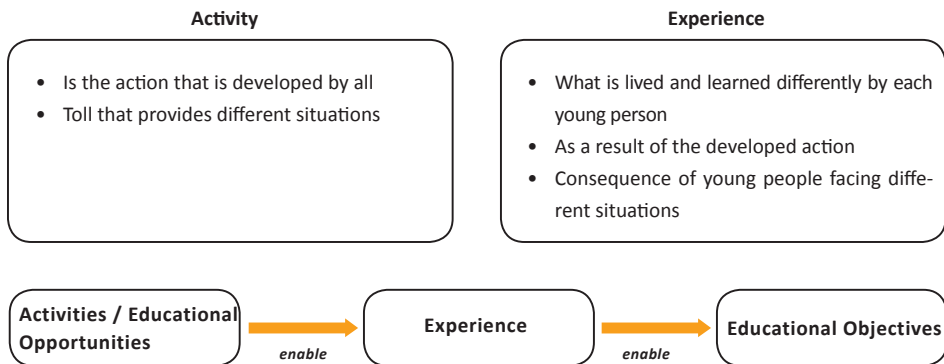 Activity
• Is the action that is developed by all
• Toll that provides different situations
Experience
• What is lived and learned differently by each
young person
• As a result of the developed action
• Consequence of young people facing diffe-
rent situations
Activities / Educational
Opportunities
enable
Experience
enable
Educational Objectives